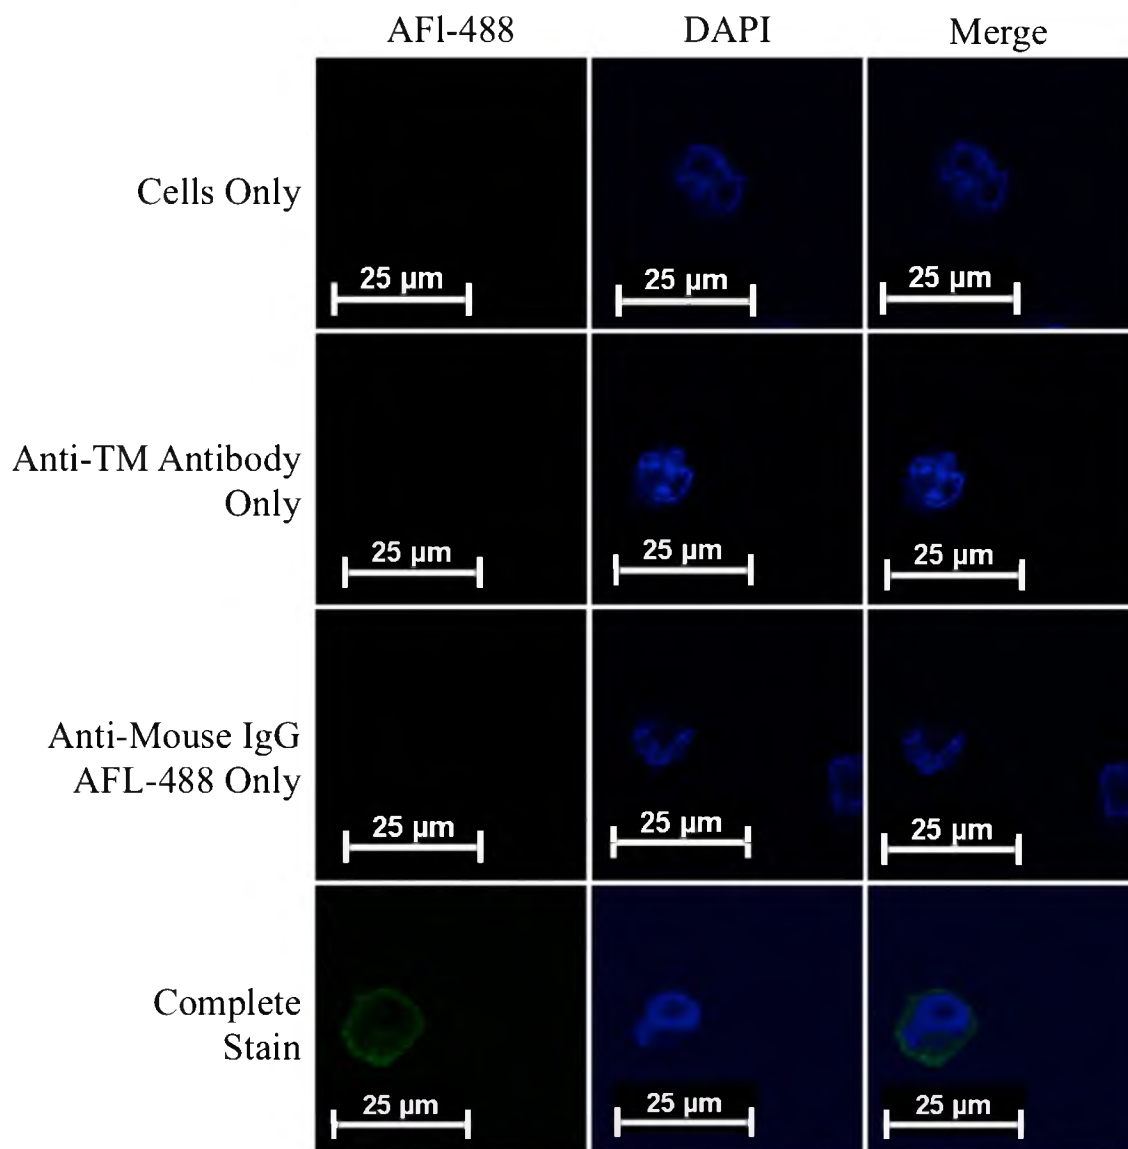 AFl-488 DAPI Merge
Cells Only
25 µm 25 µm 25 µm
Anti-TM Antibody
Only
25 µm 25 µm 25 µm
Anti-Mouse IgG
AFL-488 Only
25 µm 25 µm 25 µm
Complete
Stain
25 µm 25 µm 25 µm